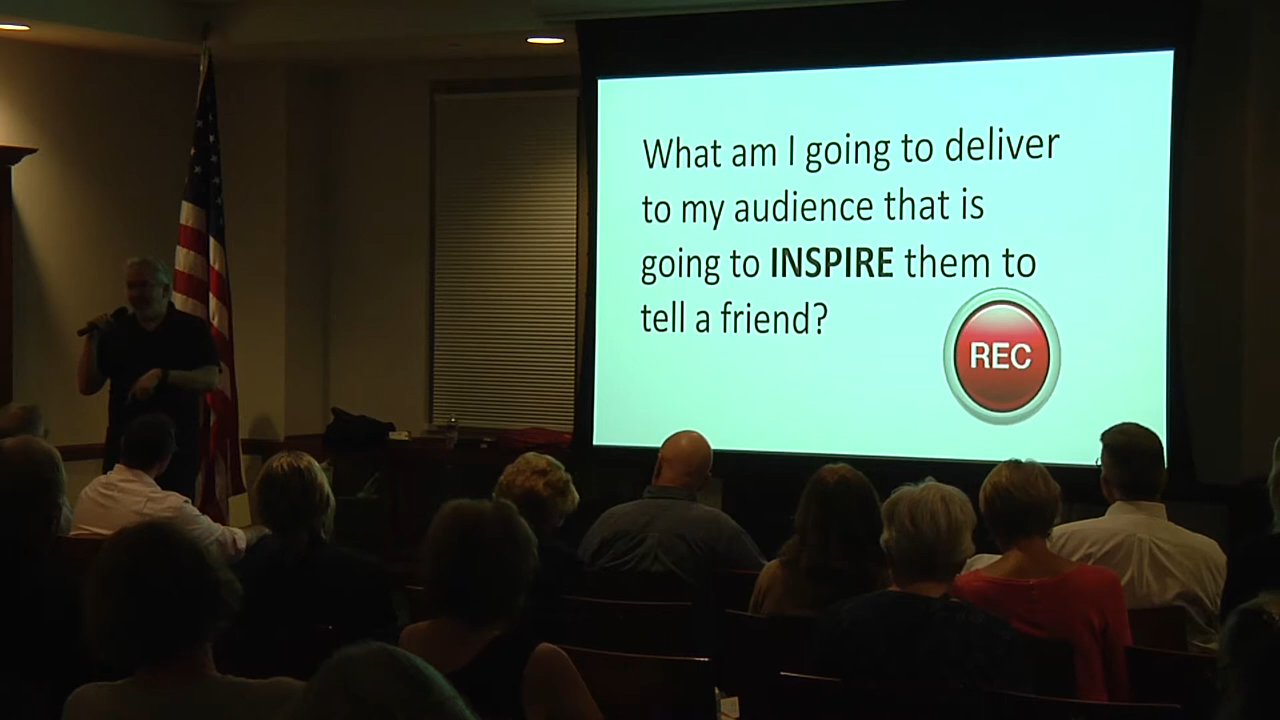 What am I going to deliver
to my audience that is
going to INSPIRE them to
tell a friend?
REC